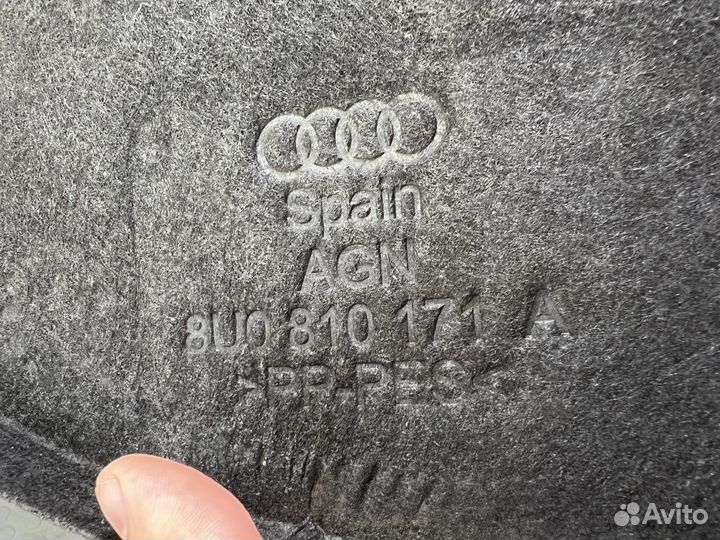 Spain
AGN
8U0 810 171 A
>PP-PES<
Avito